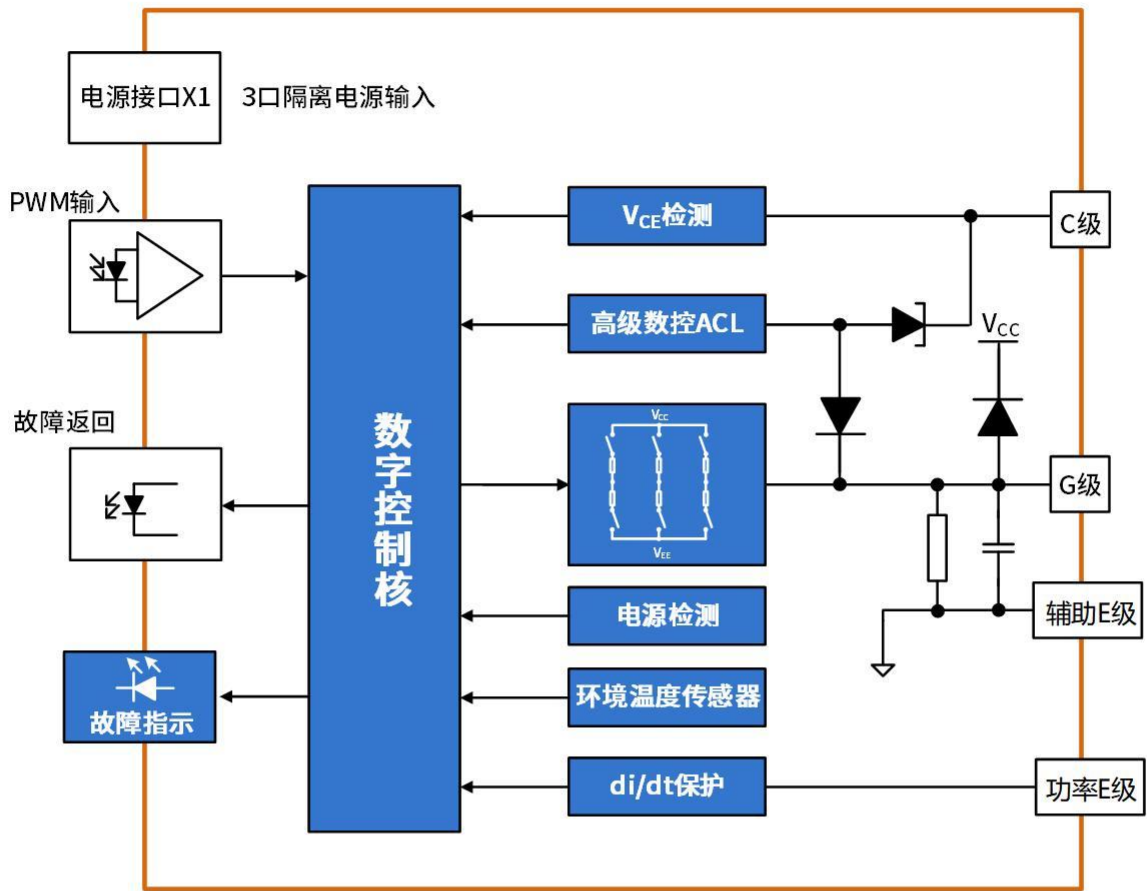 电源接口X1
3口隔离电源输入
PWM输入
故障返回
故障指示
数字控制核
VCE检测
高级数控ACL
VCC
VEE
电源检测
环境温度传感器
di/dt保护
VCC
C级
G级
辅助E级
功率E级